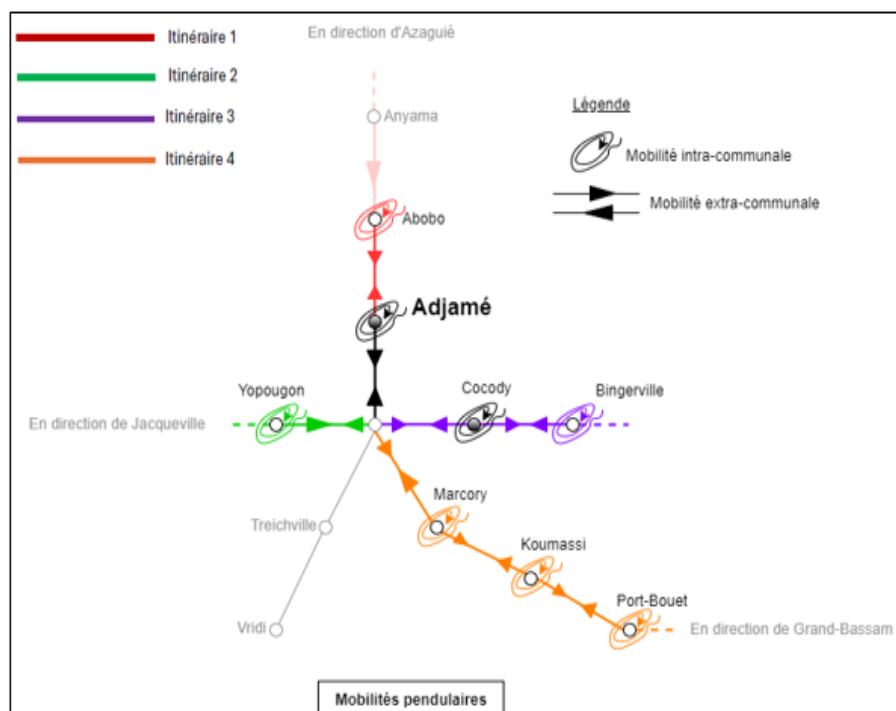 Itinéraire 1
Itinéraire 2
Itinéraire 3
Itinéraire 4
En direction d'Azaguié
Légende
Mobilité intra-communale
Mobilité extra-communale
Anyama
Abobo
Adjamé
Yopougon
Cocody
Bingerville
En direction de Jacqueville
Marcory
Treichville
Koumassi
Port-Bouet
Vridi
En direction de Grand-Bassam
Mobilités pendulaires